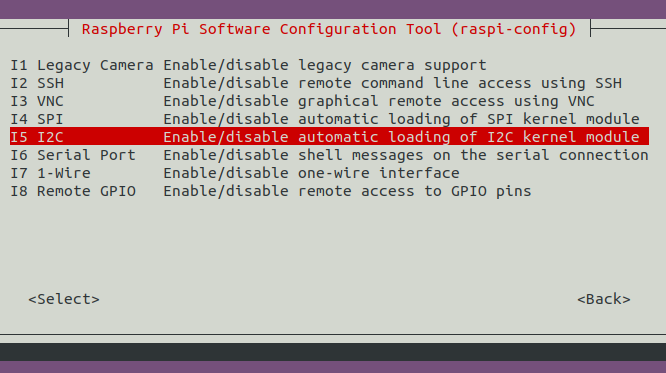 Raspberry Pi Software Configuration Tool (raspi-config)
I1 Legacy Camera Enable/disable legacy camera support
I2 SSH Enable/disable remote command line access using SSH
I3 VNC Enable/disable graphical remote access using VNC
I4 SPI Enable/disable automatic loading of SPI kernel module
I5 I2C Enable/disable automatic loading of I2C kernel module
I6 Serial Port Enable/disable shell messages on the serial connection
I7 1-Wire Enable/disable one-wire interface
I8 Remote GPIO Enable/disable remote access to GPIO pins
<Select> <Back>